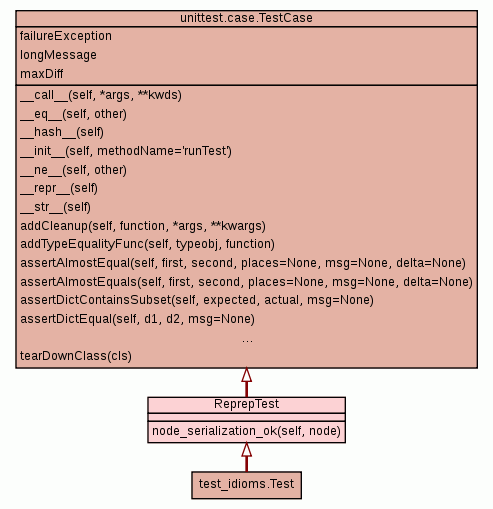 unittest.case.TestCase
failureException
longMessage
maxDiff
__call__(self, *args, **kwds)
__eq__(self, other)
__hash__(self)
__init__(self, methodName='runTest')
__ne__(self, other)
__repr__(self)
__str__(self)
addCleanup(self, function, *args, **kwargs)
addTypeEqualityFunc(self, typeobj, function)
assertAlmostEqual(self, first, second, places=None, msg=None, delta=None)
assertAlmostEquals(self, first, second, places=None, msg=None, delta=None)
assertDictContainsSubset(self, expected, actual, msg=None)
assertDictEqual(self, d1, d2, msg=None)
...
tearDownClass(cls)
ReprepTest
node_serialization_ok(self, node)
test_idioms.Test